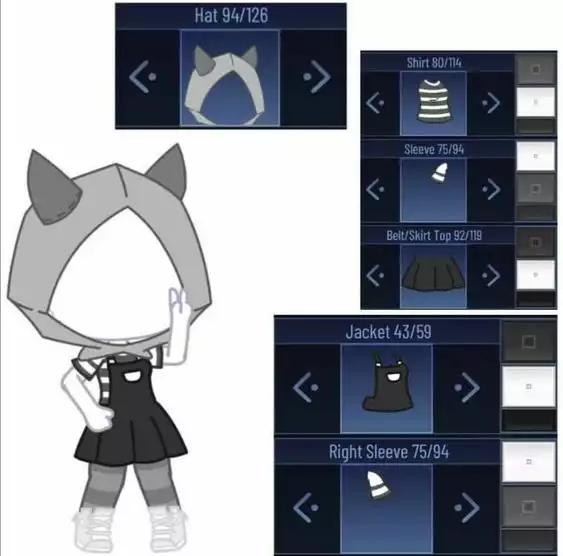 Hat 94/126
Shirt 80/114
Sleeve 75/94
Belt/Skirt Top 92/119
Jacket 43/59
Right Sleeve 75/94